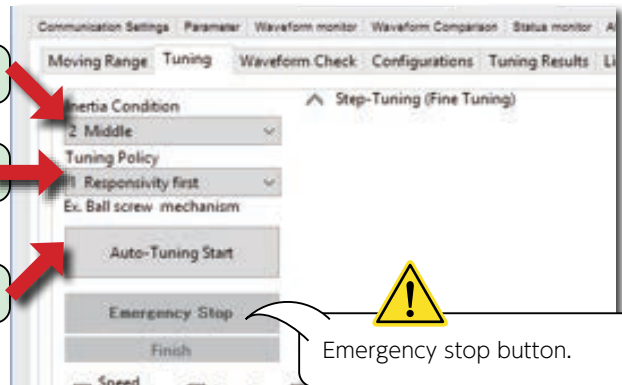 Communication Settings Parameter Waveform monitor Waveform Comparison Status monitor
Moving Range Tuning Waveform Check Configurations Tuning Results Li
Inertia Condition
Step-Tuning (Fine Tuning)
2 Middle
Tuning Policy
1 Responsivity first
Ex. Ball screw mechanism
Auto-Tuning Start
Emergency Stop
Finish
Emergency stop button.
Speed